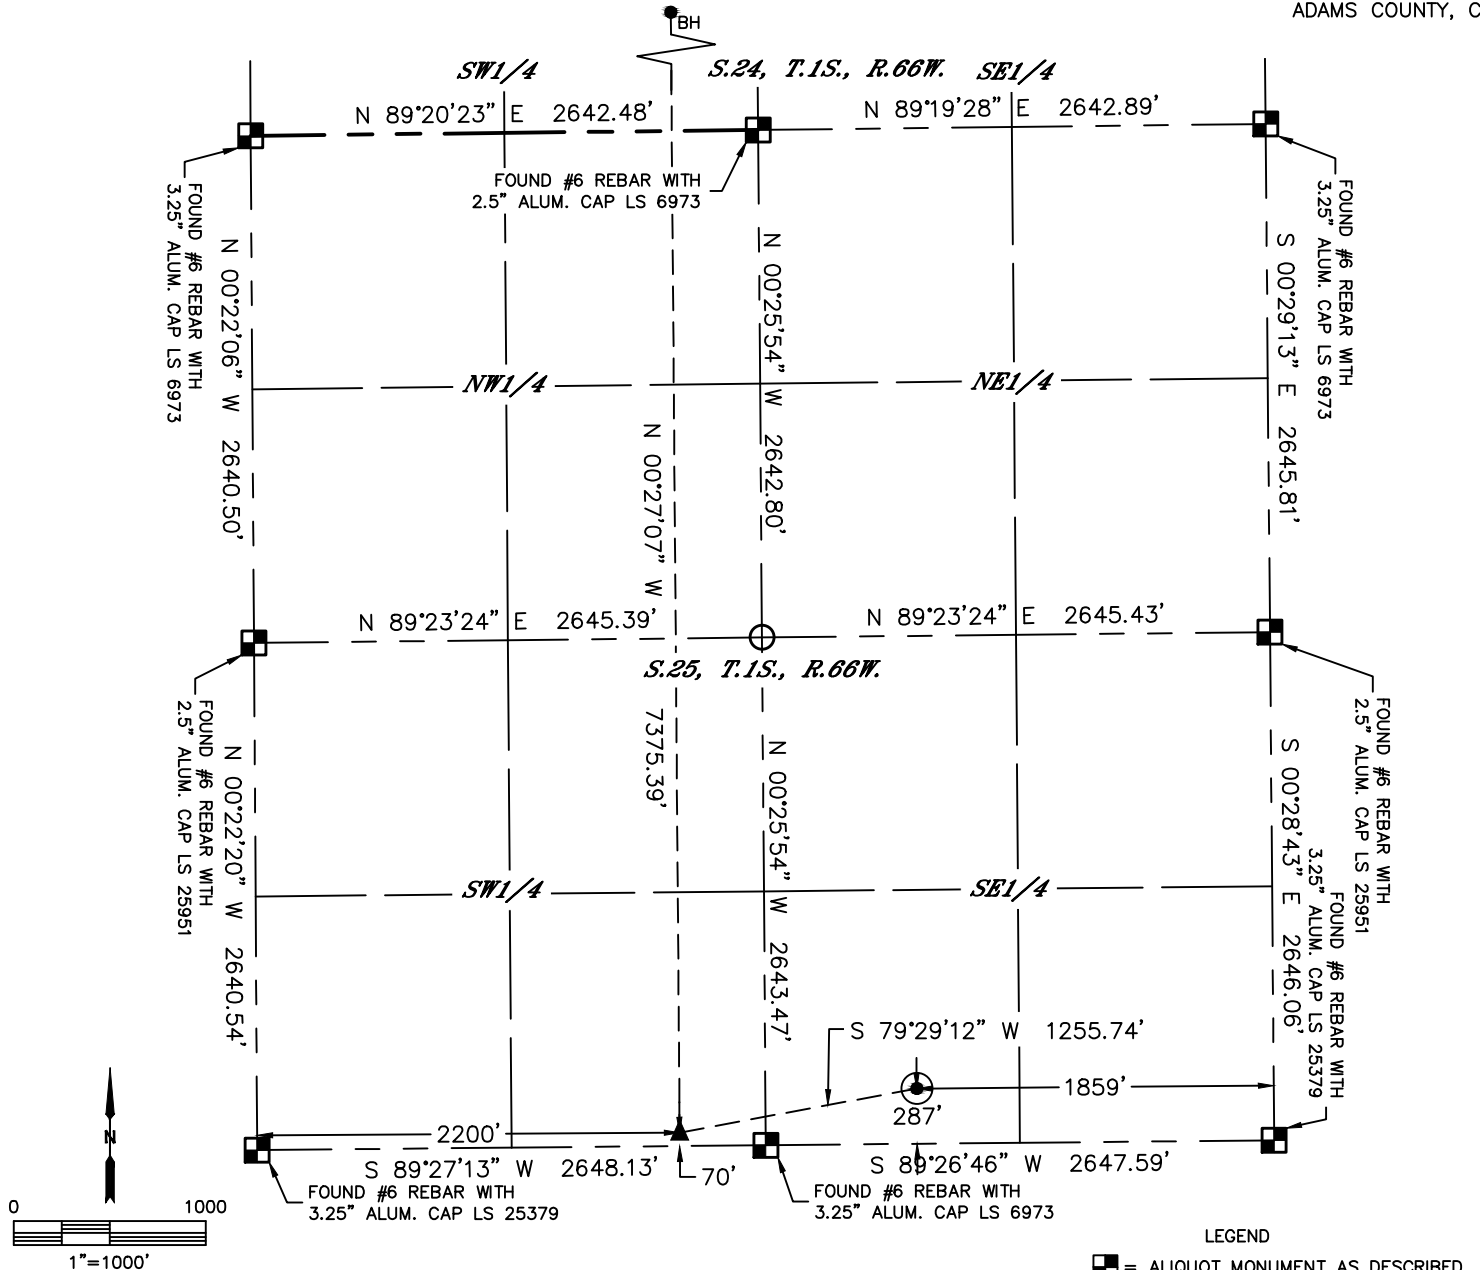 ADAMS COUNTY, C
BH
SW1/4
S.24, T.1S., R.66W.
SE1/4
N 89°20'23" E 2642.48'
N 89°19'28" E 2642.89'
FOUND #6 REBAR WITH
2.5" ALUM. CAP LS 6973
FOUND #6 REBAR WITH
3.25" ALUM. CAP LS 6973
FOUND #6 REBAR WITH
3.25" ALUM. CAP LS 6973
N 00°22'06" W 2640.50'
N 00°25'54" W 2642.80'
S 00°29'13" E 2645.81'
NW1/4
NE1/4
N 00°27'07" W 7375.39'
N 89°23'24" E 2645.39'
N 89°23'24" E 2645.43'
S.25, T.1S., R.66W.
FOUND #6 REBAR WITH
2.5" ALUM. CAP LS 25951
FOUND #6 REBAR WITH
2.5" ALUM. CAP LS 25951
N 00°22'20" W 2640.54'
N 00°25'54" W 2643.47'
S 00°28'43" E 2646.06'
SW1/4
SE1/4
FOUND #6 REBAR WITH
3.25" ALUM. CAP LS 25379
S 79°29'12" W 1255.74'
1859'
287'
2200'
70'
S 89°27'13" W 2648.13'
S 89°26'46" W 2647.59'
FOUND #6 REBAR WITH
3.25" ALUM. CAP LS 25379
FOUND #6 REBAR WITH
3.25" ALUM. CAP LS 6973
N
0 1000
1"=1000'
LEGEND
= ALIQUOT MONUMENT AS DESCRIBED